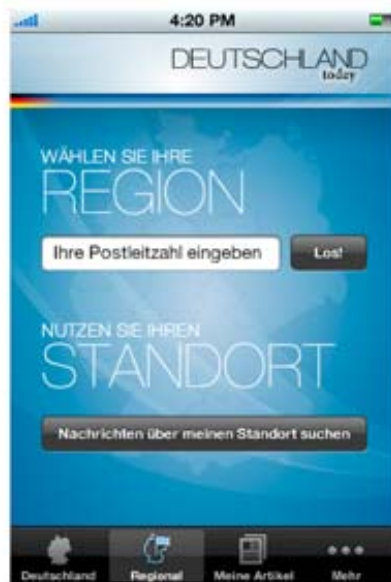 4:20 PM
DEUTSCHLAND
today
WÄHLEN SIE IHRE
REGION
Ihre Postleitzahl eingeben
Los!
NUTZEN SIE IHREN
STANDORT
Nachrichten über meinen Standort suchen
Deutschland Regional Meine Artikel Mehr